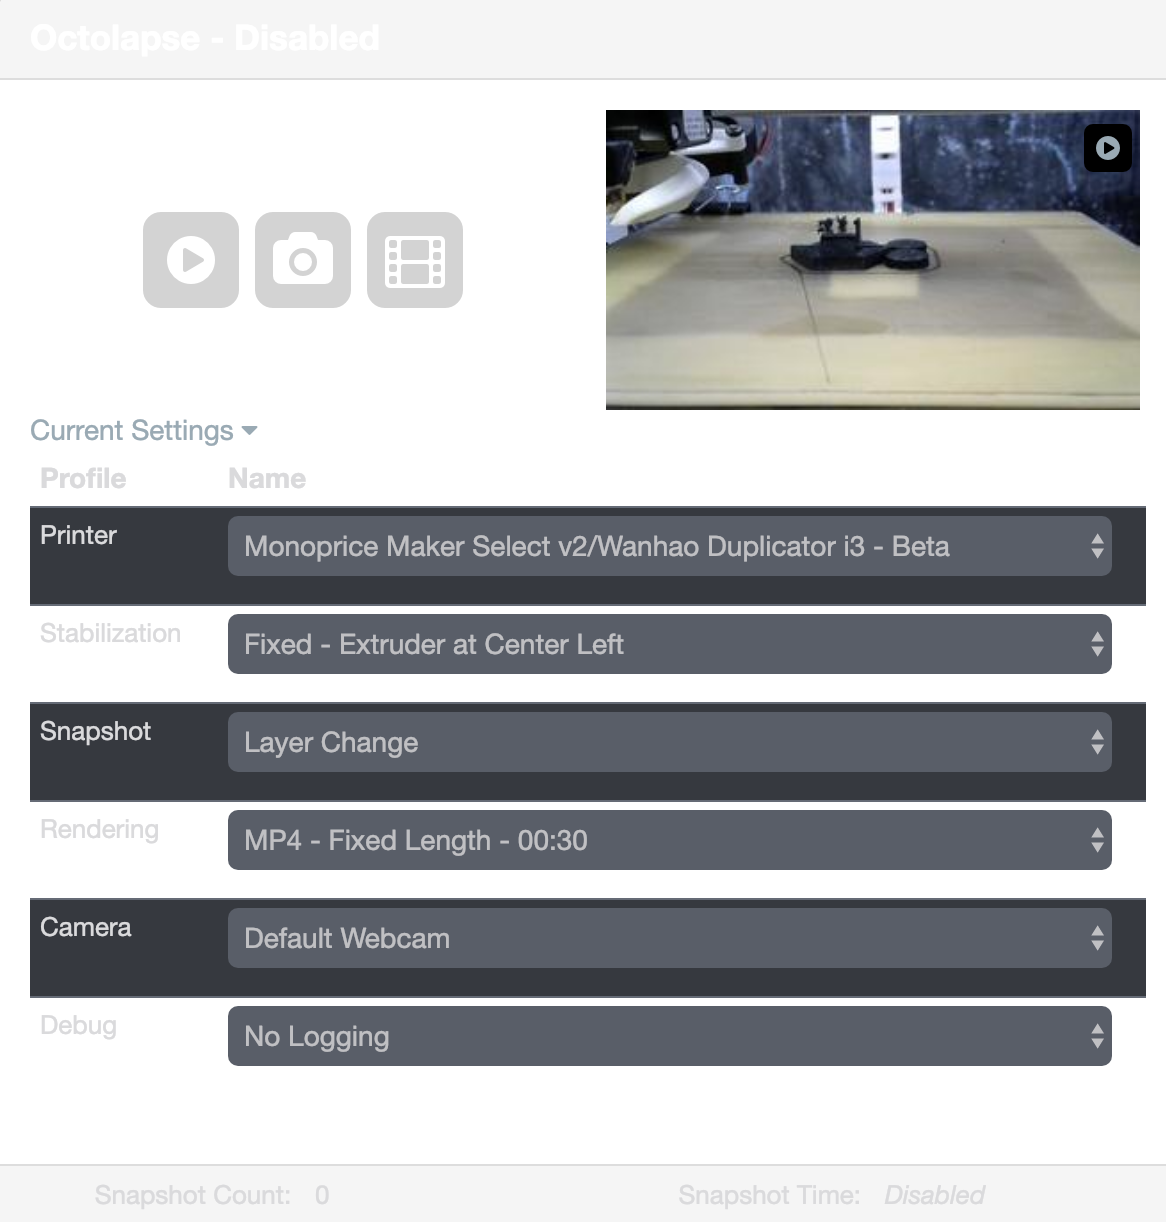 Octolapse - Disabled
Current Settings
Profile Name
Printer Monoprice Maker Select v2/Wanhao Duplicator i3 - Beta
Stabilization Fixed - Extruder at Center Left
Snapshot Layer Change
Rendering MP4 - Fixed Length - 00:30
Camera Default Webcam
Debug No Logging
Snapshot Count: 0 Snapshot Time: Disabled